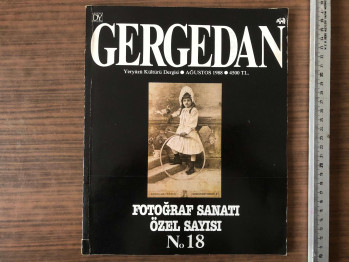 GERGEDAN
Yeryüzü Kültürü Dergisi ● AĞUSTOS 1988 ● 4500 TL.
FOTOĞRAF SANATI
ÖZEL SAYISI
No 18